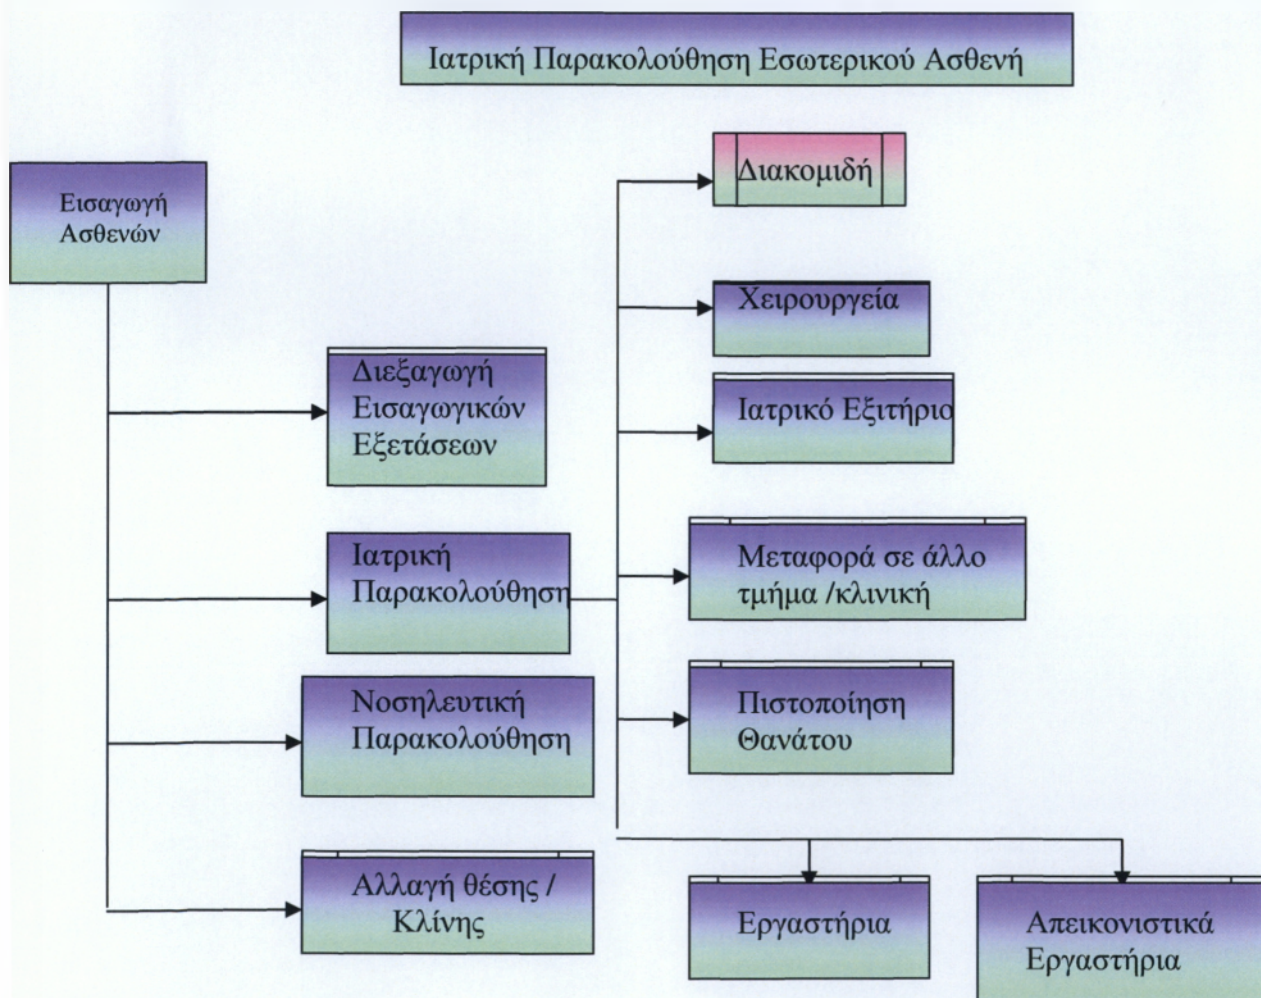 Ιατρική Παρακολούθηση Εσωτερικού Ασθενή
Εισαγωγή
Ασθενών
Διεξαγωγή
Εισαγωγικών
Εξετάσεων
Ιατρική
Παρακολούθηση
Νοσηλευτική
Παρακολούθηση
Αλλαγή θέσης /
Κλίνης
Διακομιδή
Χειρουργεία
Ιατρικό Εξιτήριο
Μεταφορά σε άλλο
τμήμα /κλινική
Πιστοποίηση
Θανάτου
Εργαστήρια
Απεικονιστικά
Εργαστήρια